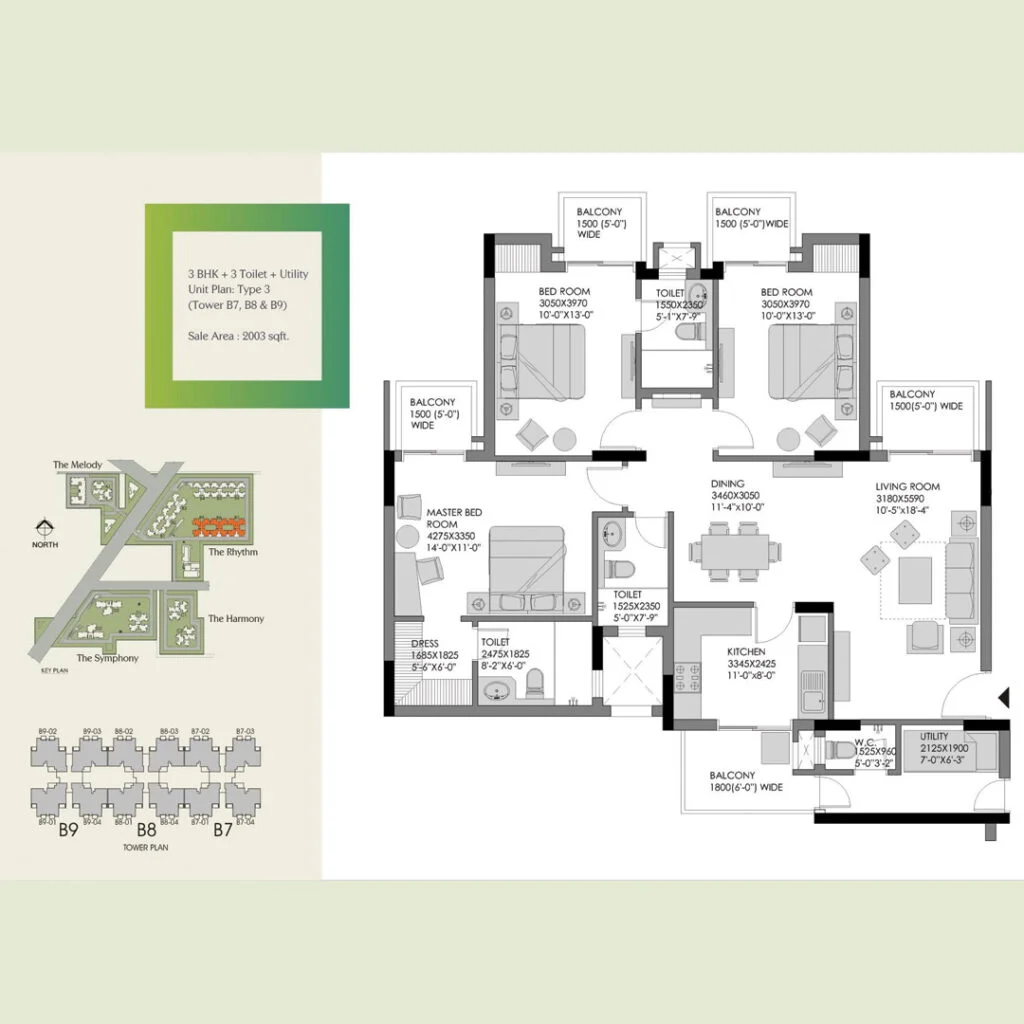 3 BHK + 3 Toilet + Utility
Unit Plan: Type 3
(Tower B7, B8 & B9)
Sale Area : 2003 sqft.
The Melody
NORTH
The Rhythm
The Harmony
The Symphony
KEY PLAN
B9-02
B9-03
B8-02
B8-03
B7-02
B7-03
B9-01
B9-04
B8-01
B8-04
B7-01
B7-04
B9
B8
B7
TOWER PLAN
BALCONY
1500 (5'-0")
WIDE
BALCONY
1500 (5'-0")WIDE
BED ROOM
3050X3970
10'-0"X13'-0"
TOILET
1550X2350
5'-1"X7'-9"
BED ROOM
3050X3970
10'-0"X13'-0"
BALCONY
1500 (5'-0")
WIDE
BALCONY
1500(5'-0") WIDE
MASTER BED
ROOM
4275X3350
14'-0"X11'-0"
DINING
3460X3050
11'-4"x10'-0"
LIVING ROOM
3180X5590
10'-5"x18'-4"
TOILET
1525X2350
5'-0"X7'-9"
DRESS
1685X1825
5'-6"X6'-0"
TOILET
2475X1825
8'-2"X6'-0"
KITCHEN
3345X2425
11'-0"x8'-0"
BALCONY
1800(6'-0") WIDE
W.C.
1525X960
5'-0"3'-2"
UTILITY
2125X1900
7'-0"X6'-3"